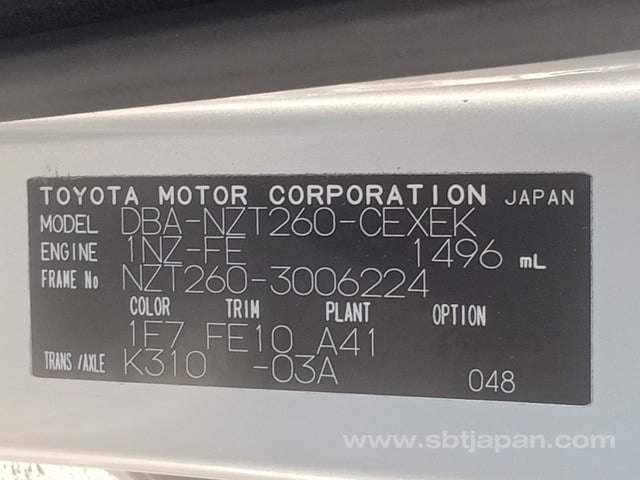 TOYOTA MOTOR CORPORATION JAPAN
MODEL DBA-NZT260-CEXEK
ENGINE 1NZ-FE 1496 mL
FRAME No NZT260-3006224
COLOR TRIM PLANT OPTION
1F7 FE10 A41
TRANS/AXLE K310 -03A 048
www.sbtjapan.com